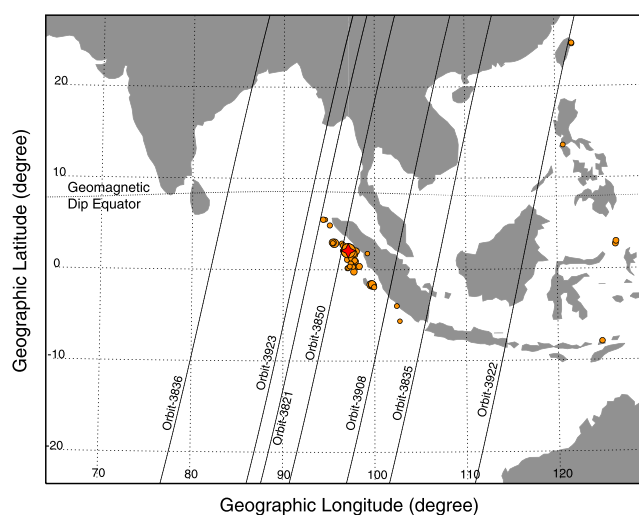 20
10
0.
-10
-20
Geomagnetic
Dip Equator
Orbit-3836
Orbit-3923
Orbit-3821
Orbit-3850
Orbit-3908
Orbit-3835
Orbit-3922
70
80
90
100
110
120
Geographic Longitude (degree)
Geographic Latitude (degree)